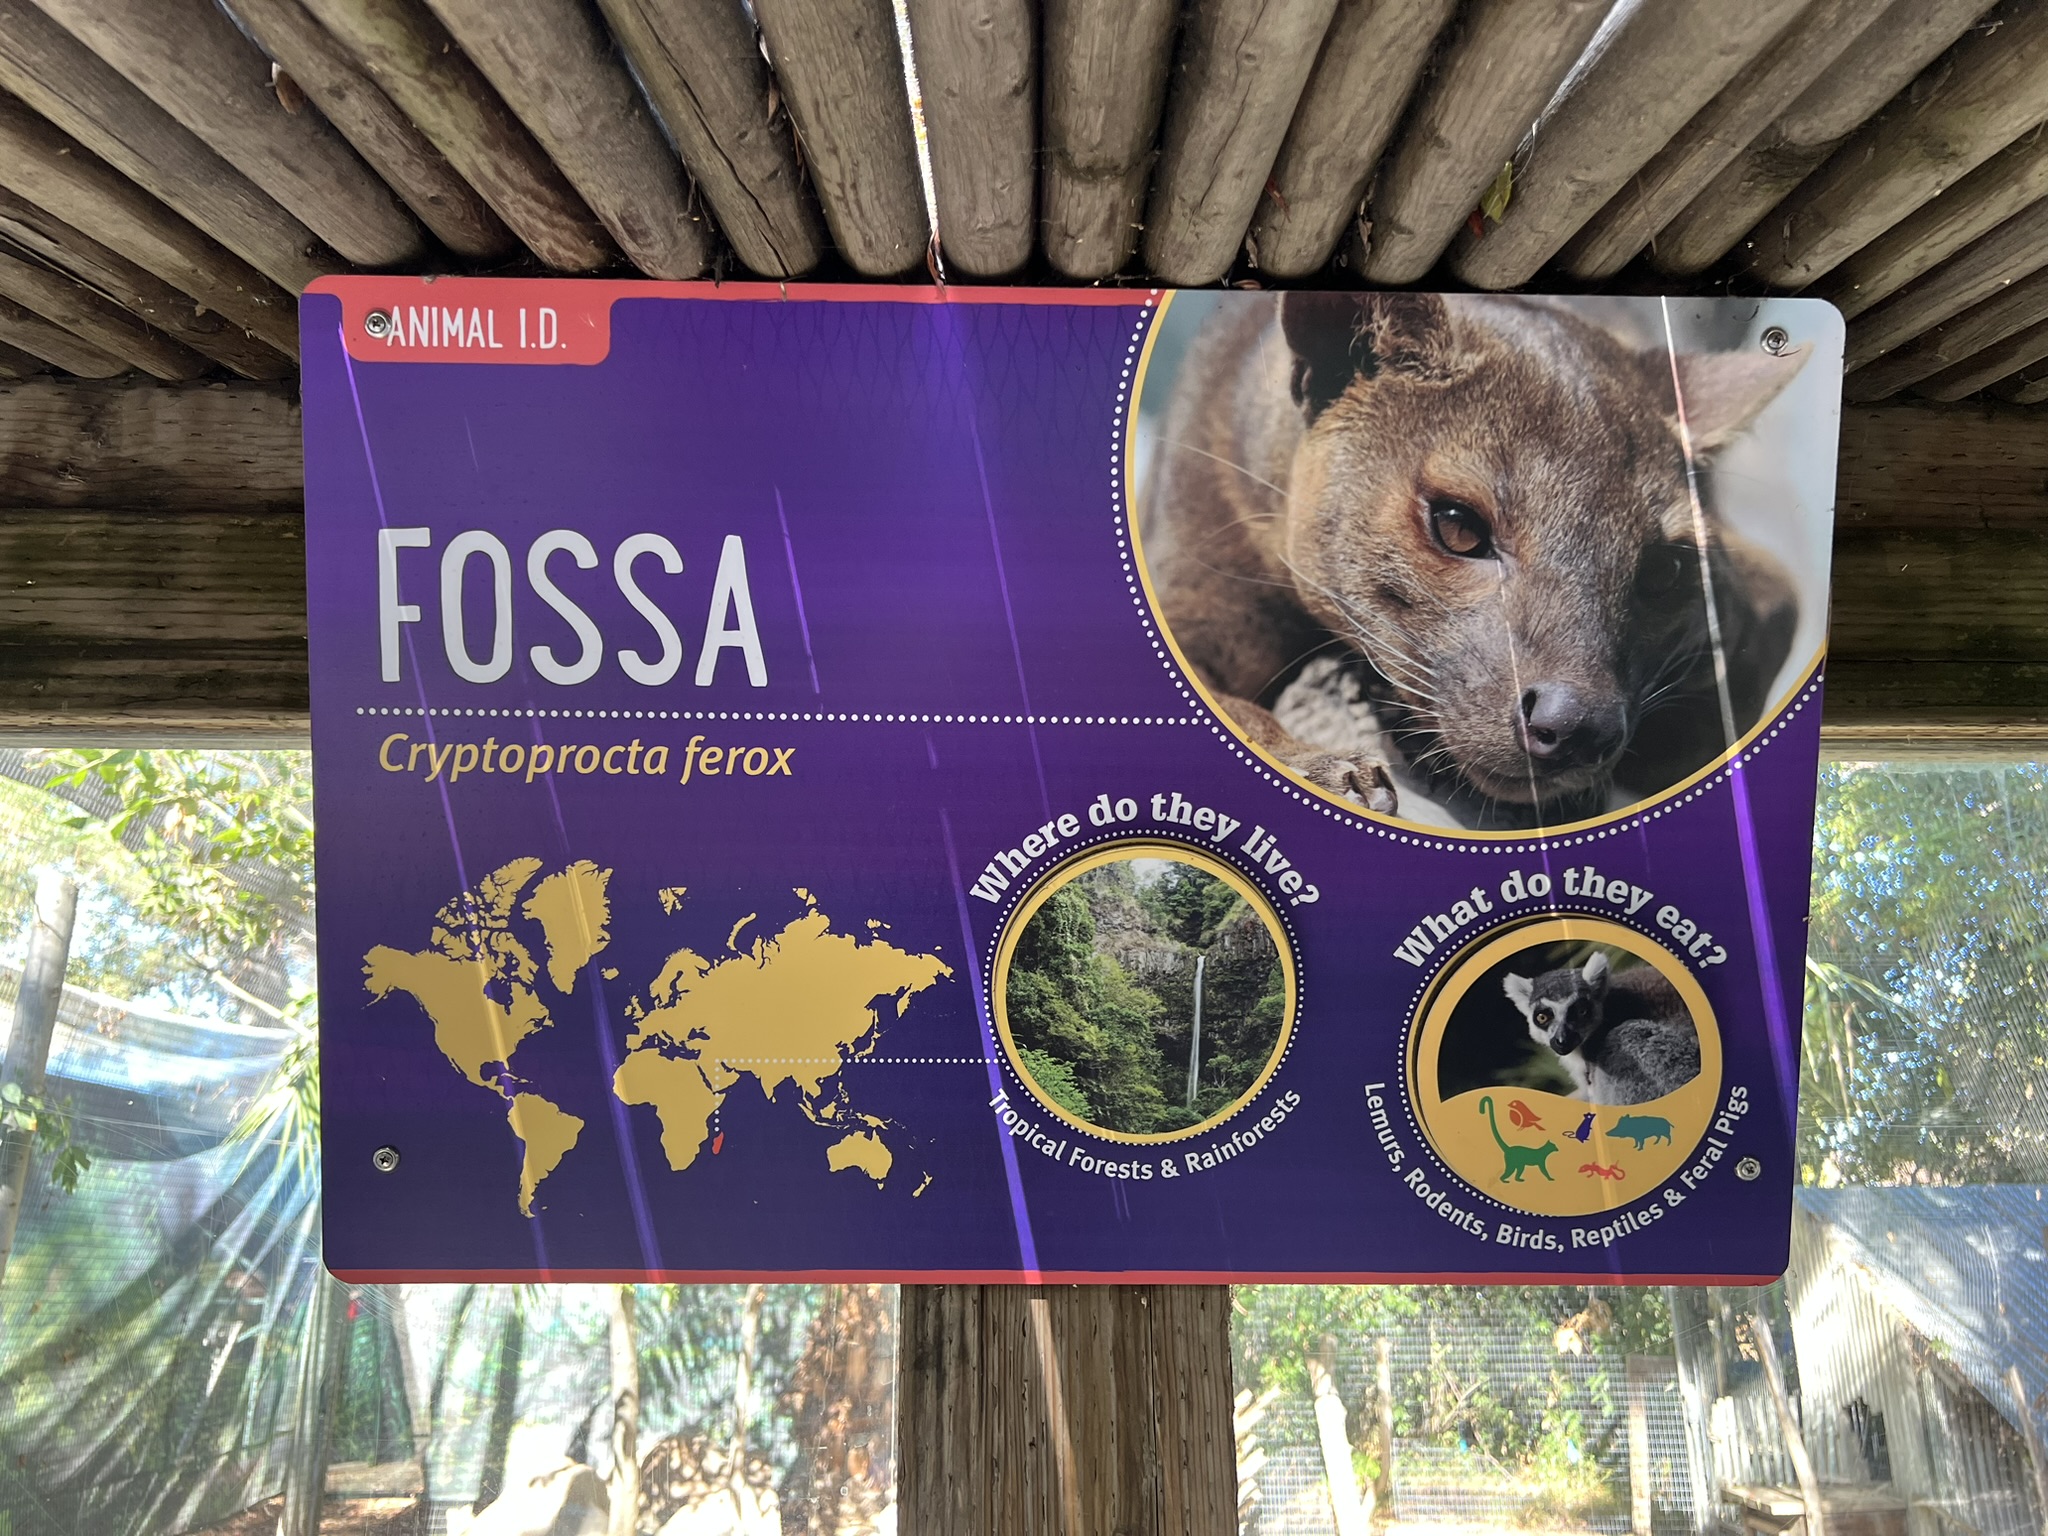 ANIMAL I.D.
FOSSA
Cryptoprocta ferox
Where do they live?
Tropical Forests & Rainforests
What do they eat?
Lemurs, Rodents, Birds, Reptiles & Feral Pigs